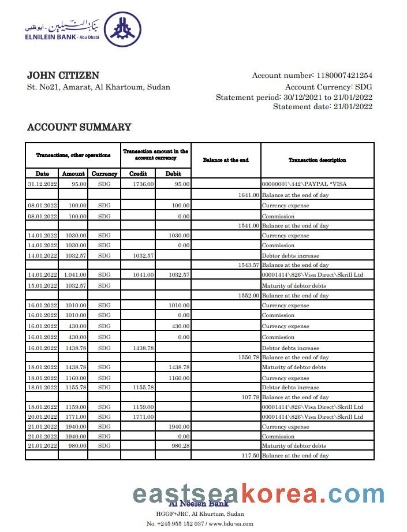 بنك النيلين - أبوظبي
ELNILEIN BANK - Abu Dhabi
JOHN CITIZEN
St. No21, Amarat, Al Khartoum, Sudan
Account number: 1180007421254
Account Currency: SDG
Statement period: 30/12/2021 to 21/01/2022
Statement date: 21/01/2022
ACCOUNT SUMMARY
Transactions, other operations Transaction amount in the account currency Balance at the end Transaction description
Date Amount Currency Credit Debit
31.12.2022 95.00 SDG 1736.00 95.00 00000001\442\PAYPAL *VISA
1641.00 Balance at the end of day
08.01.2022 100.00 SDG 100.00 Currency expense
08.01.2022 100.00 SDG 0.00 Commission
1541.00 Balance at the end of day
14.01.2022 1030.00 SDG 1030.00 Currency expense
14.01.2022 1030.00 SDG 0.00 Commission
14.01.2022 1032.57 SDG 1032.57 Debtor debts increase
1543.57 Balance at the end of day
14.01.2022 1,041.00 SDG 1041.00 1032.57 00001414\826\Visa Direct\Skrill Ltd
15.01.2022 1032.57 SDG Maturity of debtor debts
1552.00 Balance at the end of day
16.01.2022 1010.00 SDG 1010.00 Currency expense
16.01.2022 1010.00 SDG 0.00 Commission
16.01.2022 430.00 SDG 430.00 Currency expense
16.01.2022 430.00 SDG 0.00 Commission
16.01.2022 1438.78 SDG 1438.78 Debtor debts increase
1550.78 Balance at the end of day
18.01.2022 1438.78 SDG 1438.78 Maturity of debtor debts
18.01.2022 1160.00 SDG 1160.00 Currency expense
18.01.2022 1155.78 SDG 1155.78 Debtor debts increase
107.78 Balance at the end of day
18.01.2022 1159.00 SDG 1159.00 00001414\826\Visa Direct\Skrill Ltd
20.01.2022 1771.00 SDG 1771.00 00001414\826\Visa Direct\Skrill Ltd
21.01.2022 1940.00 SDG 1940.00 Currency expense
21.01.2022 1940.00 SDG 0.00 Commission
21.01.2022 980.00 SDG 980.28 Maturity of debtor debts
117.50 Balance at the end of day
eastseakorea.com
Al Neelen Bank
HGGF+JRC, Al Khurtum, Sudan